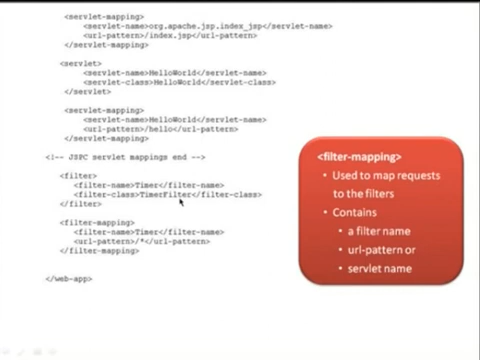 <servlet-mapping>
<servlet-name>org.apache.jsp.index_jsp</servlet-name>
<url-pattern>/index.jsp</url-pattern>
</servlet-mapping>
<servlet>
<servlet-name>HelloWorld</servlet-name>
<servlet-class>HelloWorld</servlet-class>
</servlet>
<servlet-mapping>
<servlet-name>HelloWorld</servlet-name>
<url-pattern>/hello</url-pattern>
</servlet-mapping>
<!-- JSPC servlet mappings end -->
<filter>
<filter-name>Timer</filter-name>
<filter-class>TimerFilter</filter-class>
</filter>
<filter-mapping>
<filter-name>Timer</filter-name>
<url-pattern>/*</url-pattern>
</filter-mapping>
</web-app>
<filter-mapping>
• Used to map requests
to the filters
• Contains
• a filter name
• url-pattern or
• servlet name